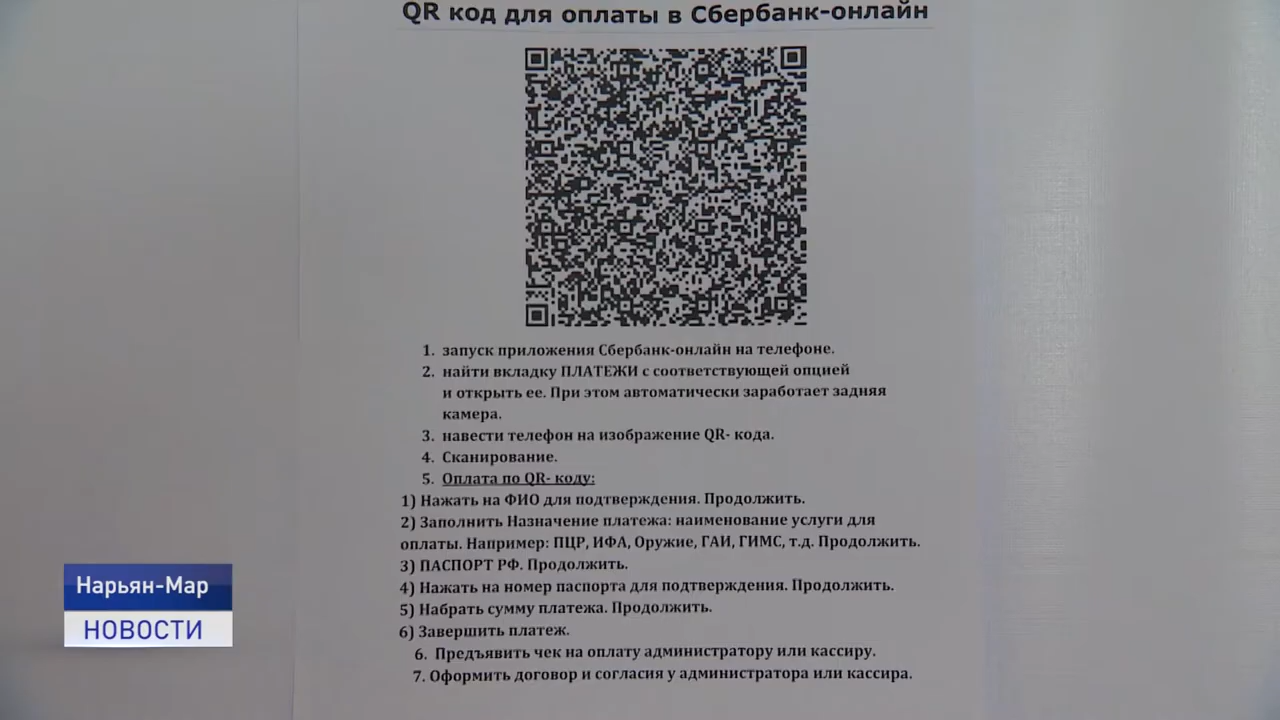 QR код для оплаты в Сбербанк-онлайн
1. запуск приложения Сбербанк-онлайн на телефоне.
2. найти вкладку ПЛАТЕЖИ с соответствующей опцией
и открыть ее. При этом автоматически заработает задняя
камера.
3. навести телефон на изображение QR- кода.
4. Сканирование.
5. Оплата по QR- коду:
1) Нажать на ФИО для подтверждения. Продолжить.
2) Заполнить Назначение платежа: наименование услуги для
оплаты. Например: ПЦР, ИФА, Оружие, ГАИ, ГИМС, т.д. Продолжить.
3) ПАСПОРТ РФ. Продолжить.
4) Нажать на номер паспорта для подтверждения. Продолжить.
5) Набрать сумму платежа. Продолжить.
6) Завершить платеж.
6. Предъявить чек на оплату администратору или кассиру.
7. Оформить договор и согласия у администратора или кассира.
Нарьян-Мар
НОВОСТИ